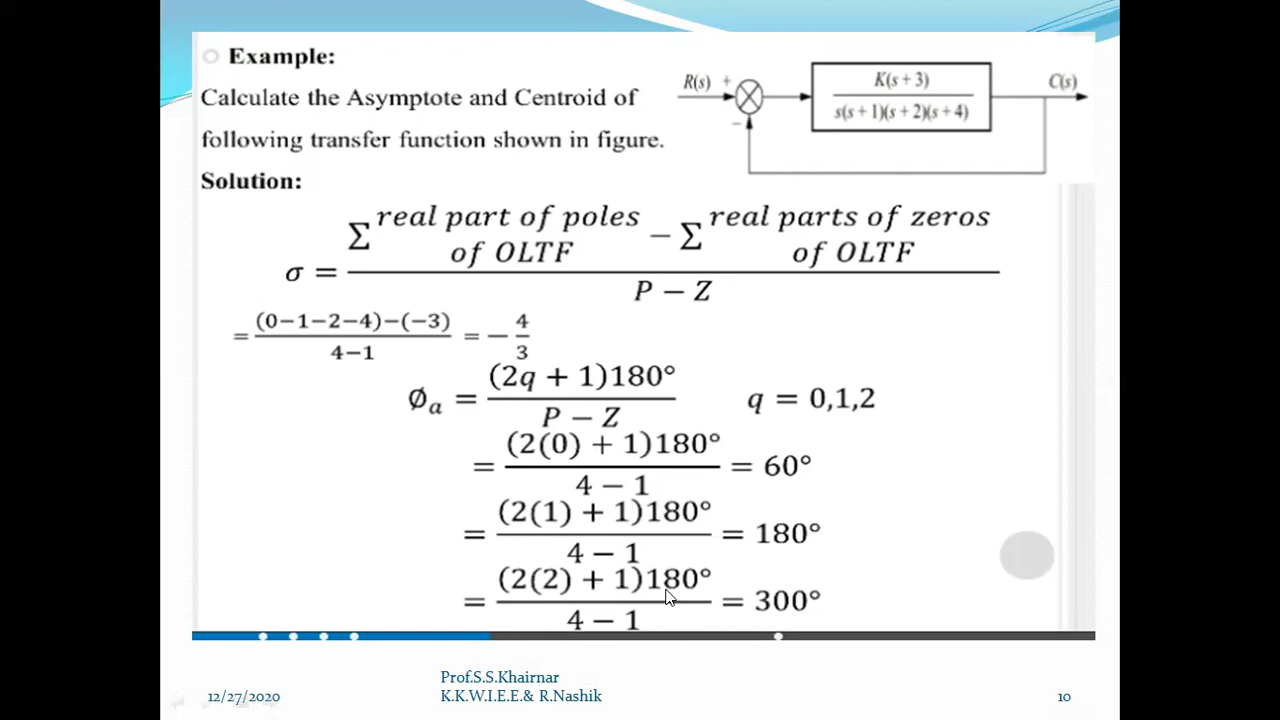 Example:
Calculate the Asymptote and Centroid of
following transfer function shown in figure.
R(s) + K(s + 3) C(s)
− s(s + 1)(s + 2)(s + 4)
Solution:
σ = (∑ real part of poles of OLTF − ∑ real parts of zeros of OLTF) / (P − Z)
= ((0−1−2−4)−(−3)) / (4−1) = − 4/3
∅a = (2q + 1)180° / (P − Z) q = 0,1,2
= (2(0) + 1)180° / (4 − 1) = 60°
= (2(1) + 1)180° / (4 − 1) = 180°
= (2(2) + 1)180° / (4 − 1) = 300°
Prof.S.S.Khairnar
12/27/2020 K.K.W.I.E.E.& R.Nashik 10